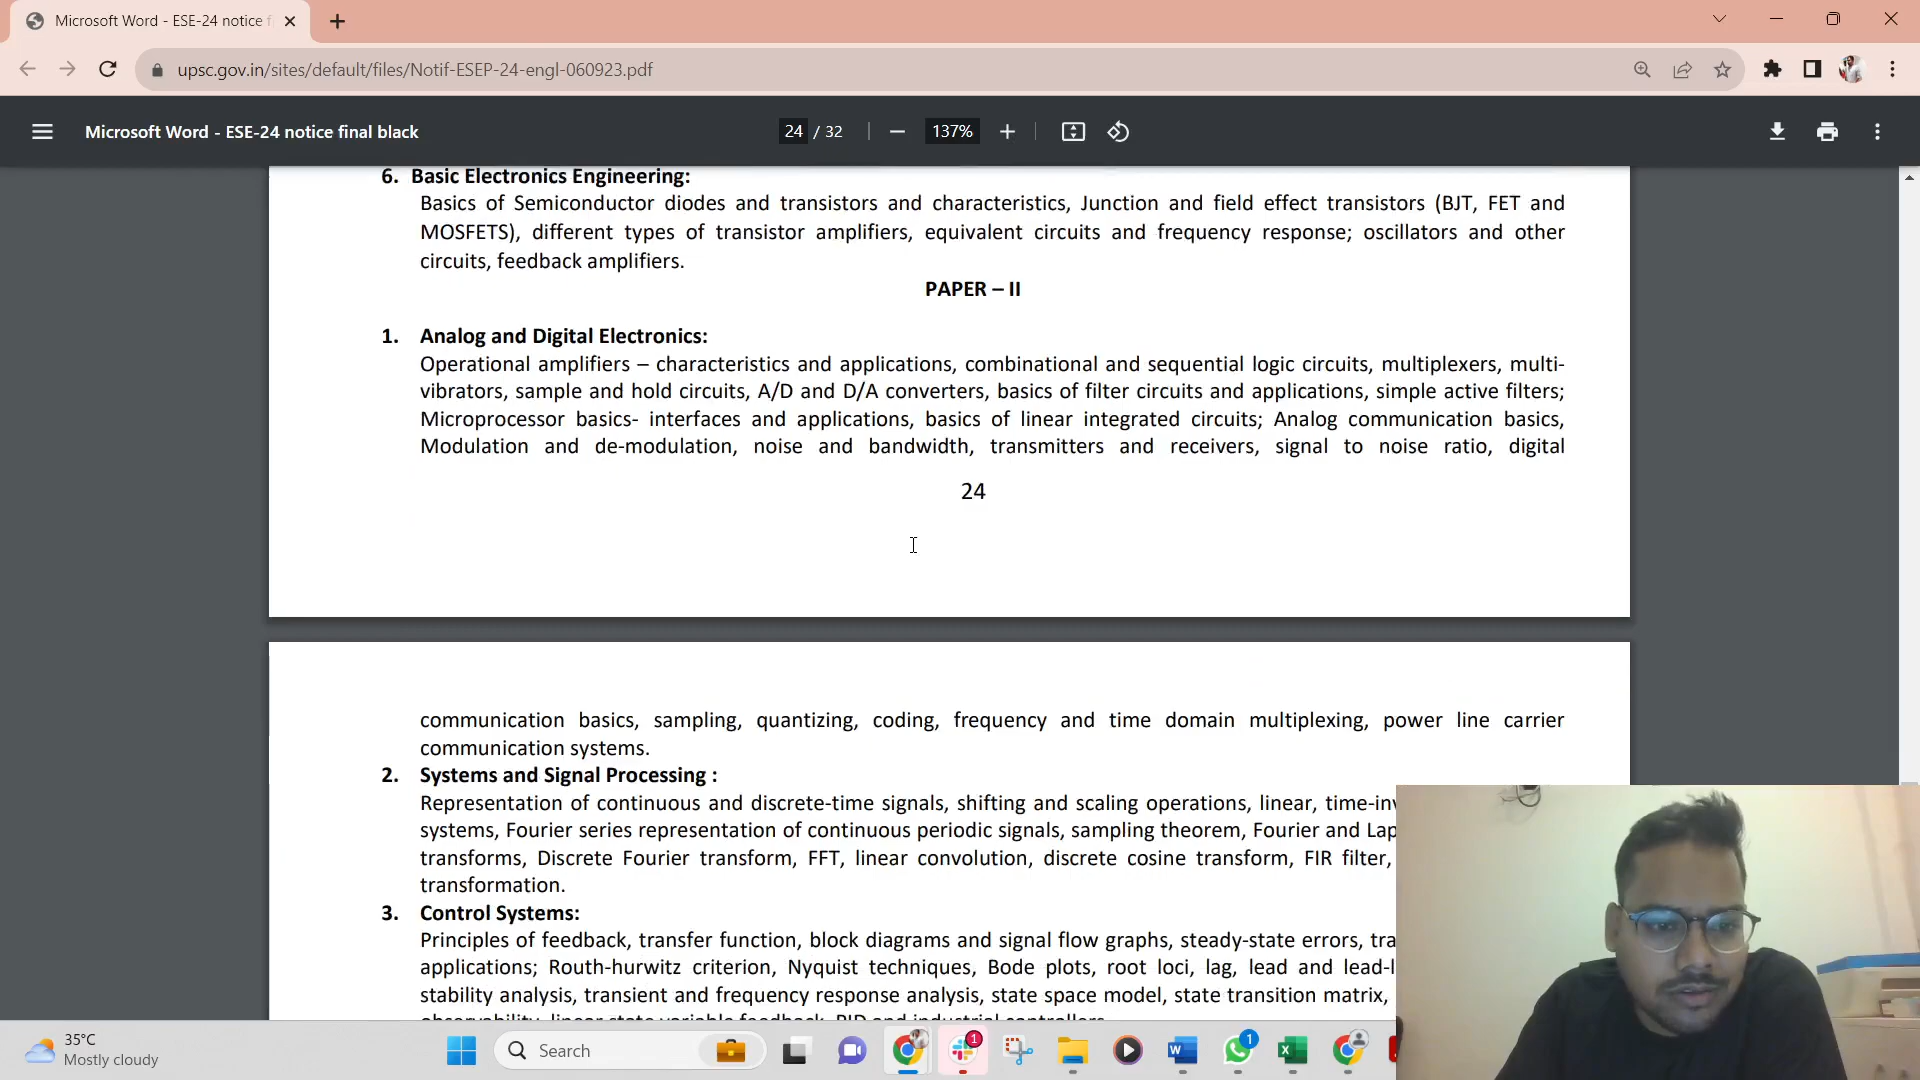 Microsoft Word - ESE-24 notice f
upsc.gov.in/sites/default/files/Notif-ESEP-24-engl-060923.pdf
Microsoft Word - ESE-24 notice final black
24 / 32
137%
6. Basic Electronics Engineering:
Basics of Semiconductor diodes and transistors and characteristics, Junction and field effect transistors (BJT, FET and
MOSFETS), different types of transistor amplifiers, equivalent circuits and frequency response; oscillators and other
circuits, feedback amplifiers.
PAPER – II
1. Analog and Digital Electronics:
Operational amplifiers – characteristics and applications, combinational and sequential logic circuits, multiplexers, multi-
vibrators, sample and hold circuits, A/D and D/A converters, basics of filter circuits and applications, simple active filters;
Microprocessor basics- interfaces and applications, basics of linear integrated circuits; Analog communication basics,
Modulation and de-modulation, noise and bandwidth, transmitters and receivers, signal to noise ratio, digital
24
communication basics, sampling, quantizing, coding, frequency and time domain multiplexing, power line carrier
communication systems.
2. Systems and Signal Processing :
Representation of continuous and discrete-time signals, shifting and scaling operations, linear, time-inv
systems, Fourier series representation of continuous periodic signals, sampling theorem, Fourier and Lap
transforms, Discrete Fourier transform, FFT, linear convolution, discrete cosine transform, FIR filter,
transformation.
3. Control Systems:
Principles of feedback, transfer function, block diagrams and signal flow graphs, steady-state errors, tra
applications; Routh-hurwitz criterion, Nyquist techniques, Bode plots, root loci, lag, lead and lead-l
stability analysis, transient and frequency response analysis, state space model, state transition matrix,
observability, linear state variable feedback, PID and industrial controllers.
35°C
Mostly cloudy
Search
1
1